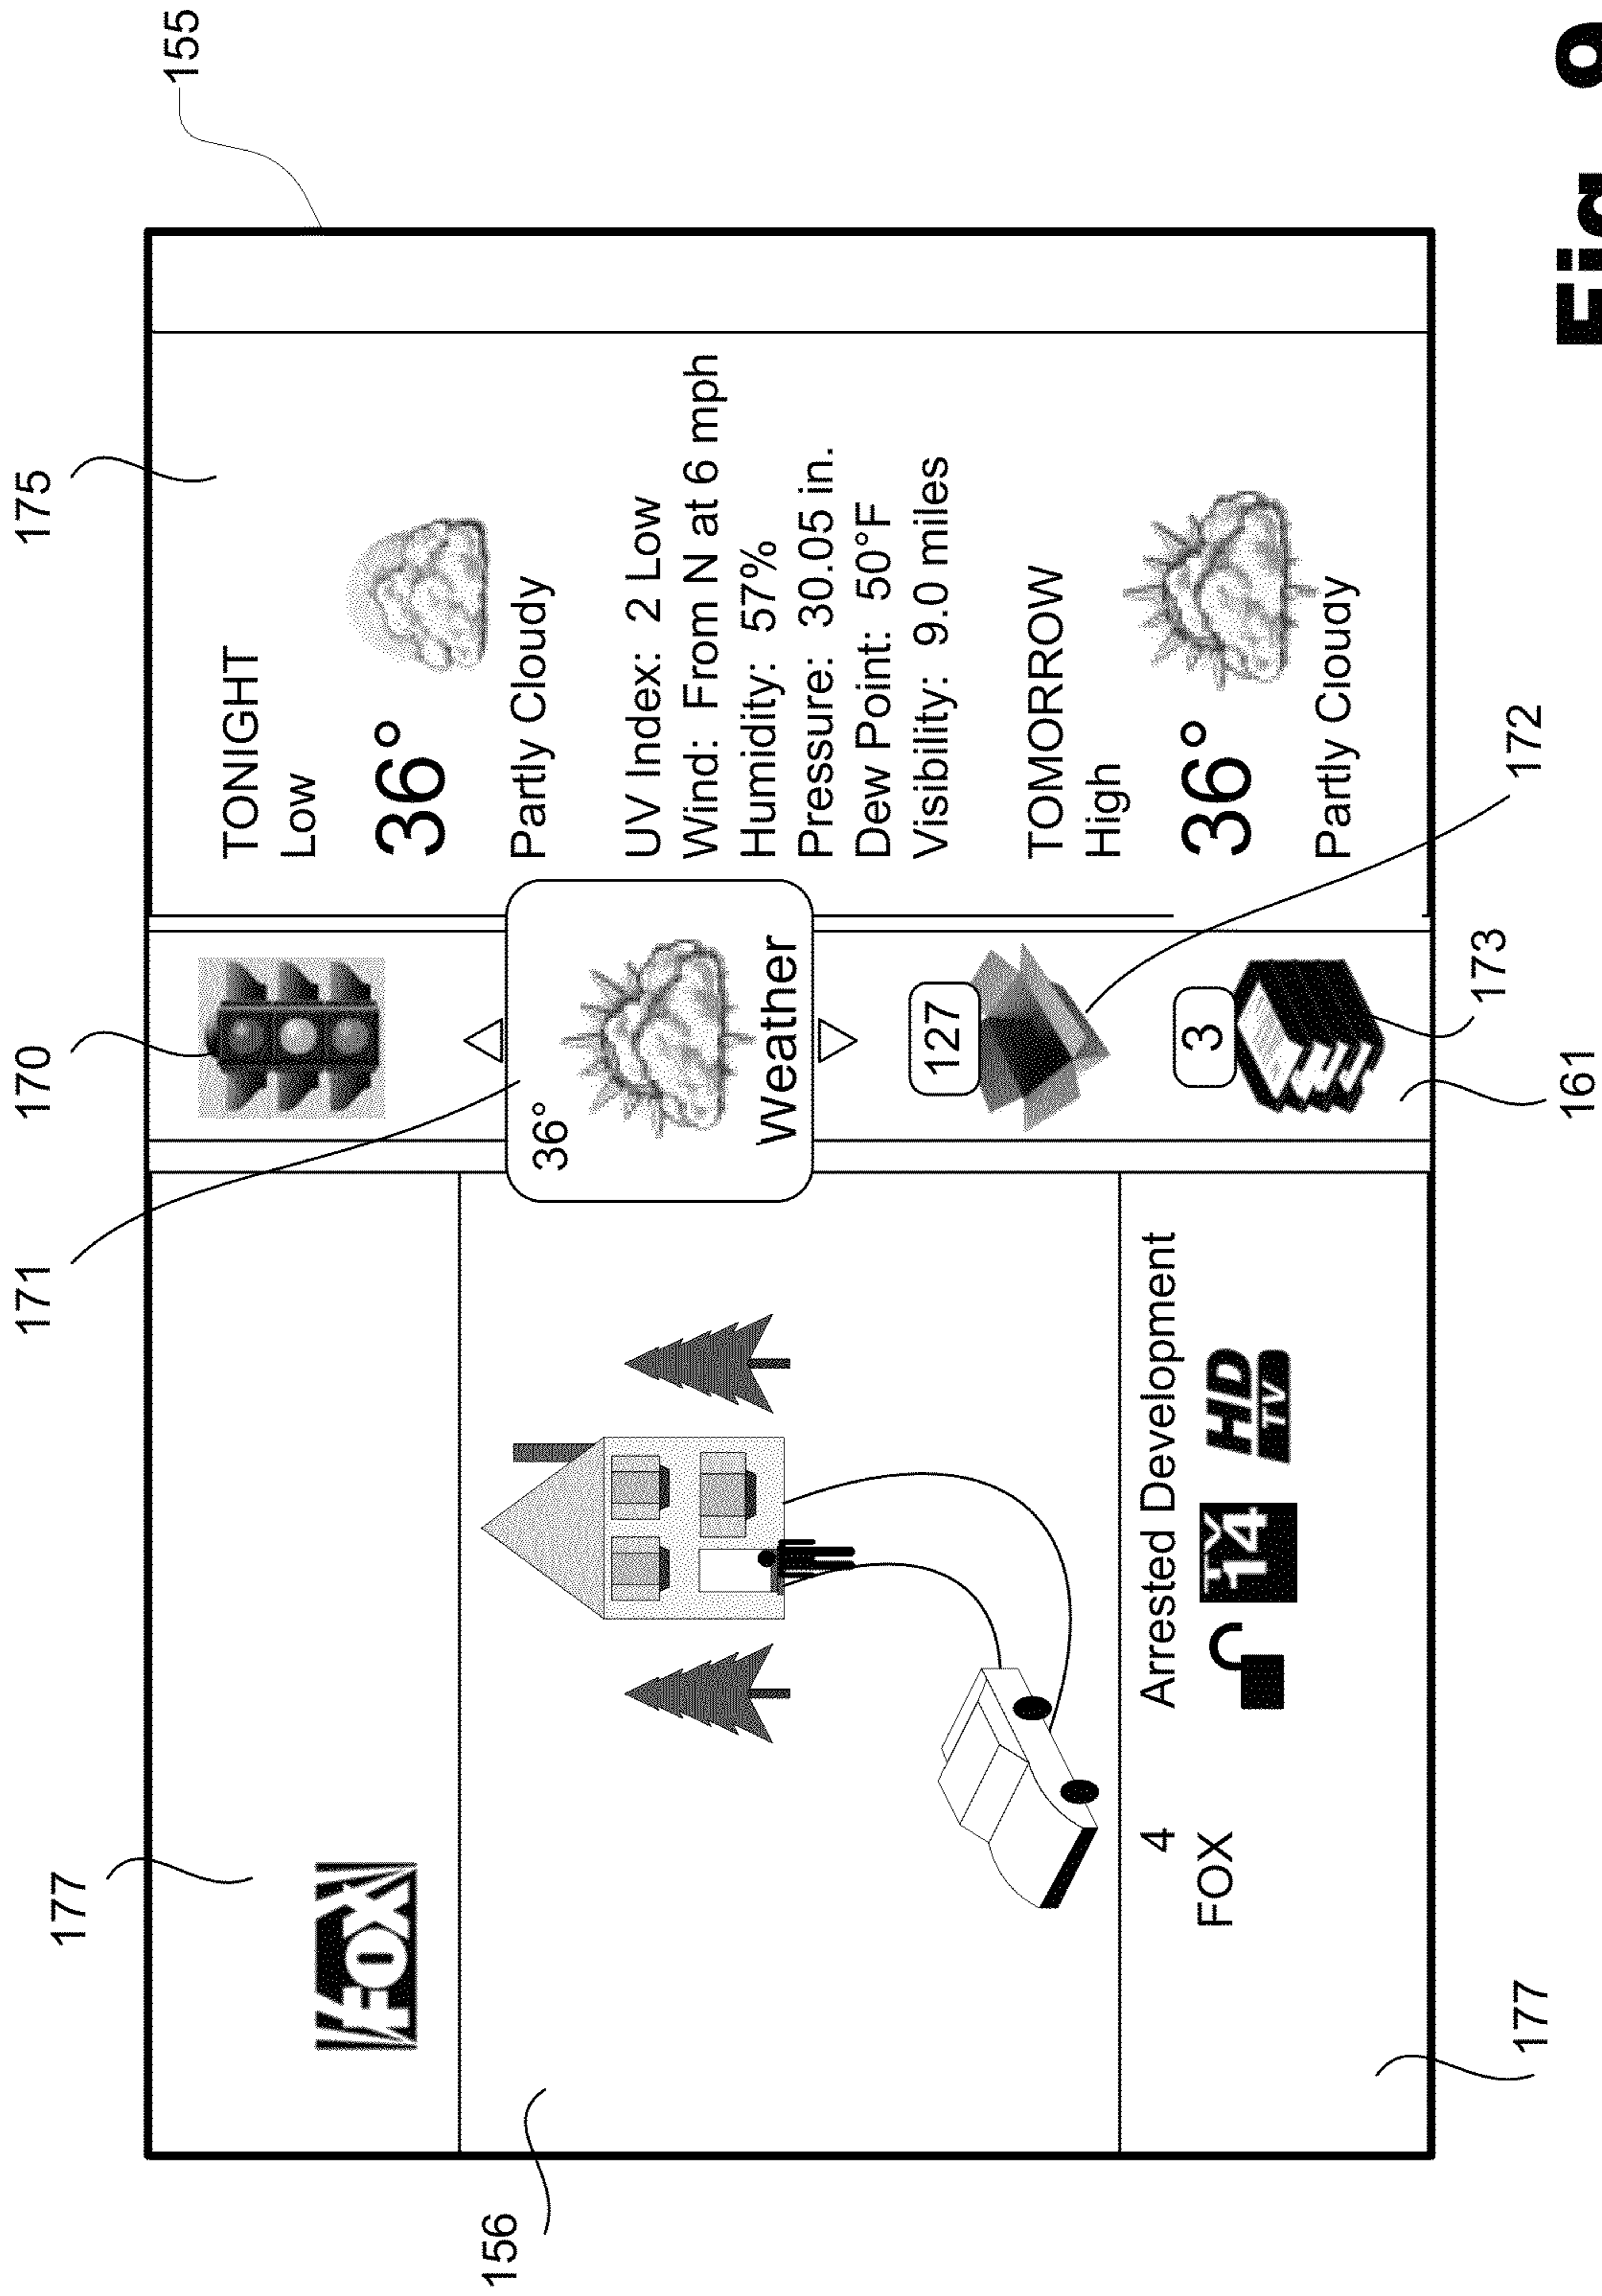 155
175
170
171
177
156
FOX
36°
Weather
127
3
TONIGHT
Low
36°
Partly Cloudy
UV Index: 2 Low
Wind: From N at 6 mph
Humidity: 57%
Pressure: 30.05 in.
Dew Point: 50°F
Visibility: 9.0 miles
TOMORROW
High
36°
Partly Cloudy
4 Arrested Development
FOX
TV 14
HD TV
177
161
173
172